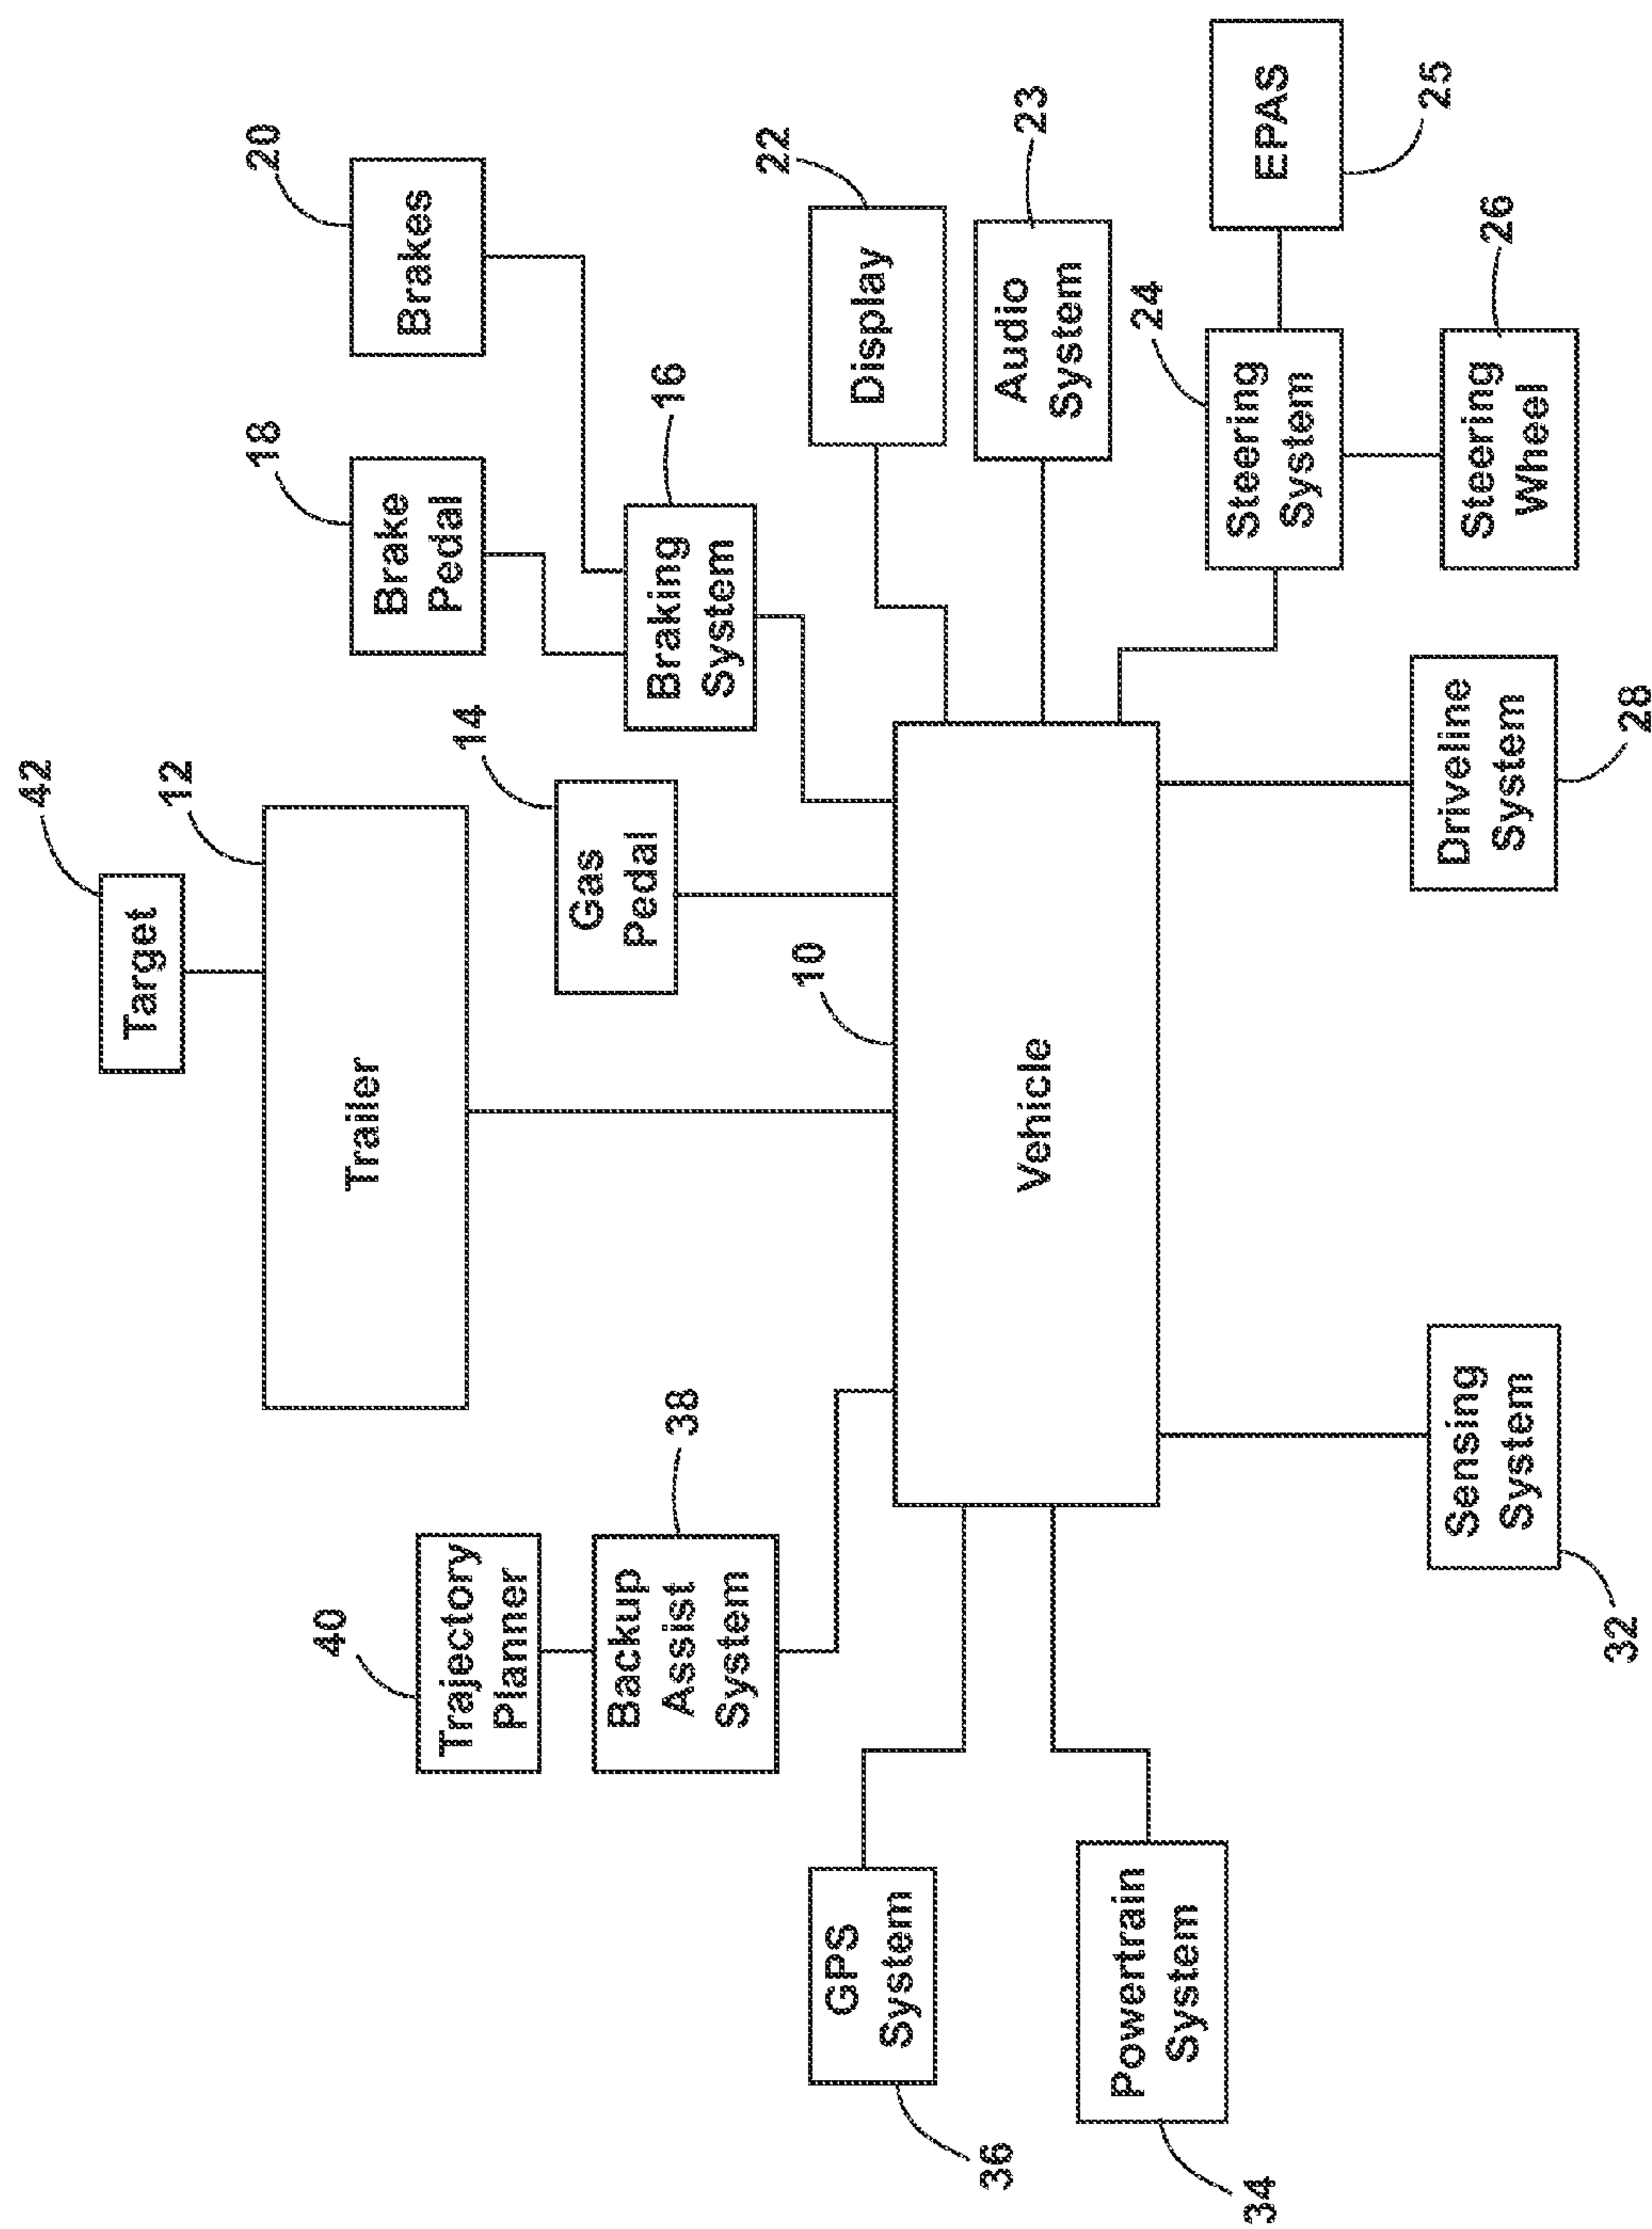 42
Target
12
18
20
40
Trailer
Brake
Pedal
Brakes
Trajectory
Planner
14
Gas
Pedal
38
Backup
Assist
System
16
Braking
System
22
10
GPS
System
36
Display
23
Audio
System
Vehicle
Powertrain
System
34
24
Steering
System
EPAS
25
Sensing
System
32
Driveline
System
28
Steering
Wheel
26